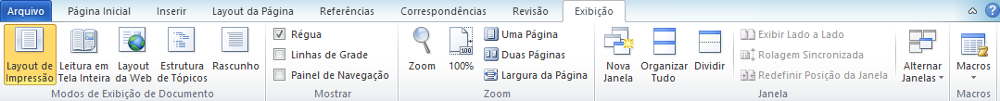 Arquivo Página Inicial Inserir Layout da Página Referências Correspondências Revisão Exibição
Layout de Impressão
Leitura em Tela Inteira
Layout da Web
Estrutura de Tópicos
Rascunho
Modos de Exibição de Documento
Régua
Linhas de Grade
Painel de Navegação
Mostrar
Zoom
100
100%
Uma Página
Duas Páginas
Largura da Página
Zoom
Nova Janela
Organizar Tudo
Dividir
Exibir Lado a Lado
Rolagem Sincronizada
Redefinir Posição da Janela
Alternar Janelas
Janela
Macros
Macros